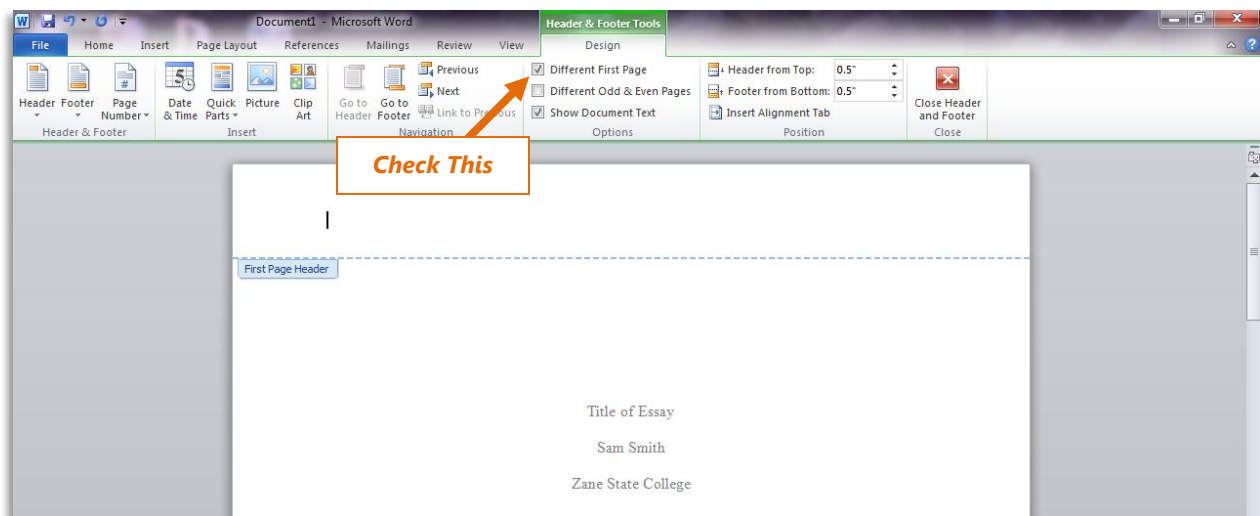 W Document1 - Microsoft Word Header & Footer Tools
File Home Insert Page Layout References Mailings Review View Design
Header Footer Page Number
Header & Footer
5 Date & Time Quick Parts Picture Clip Art
Insert
Go to Header Go to Footer Previous
Next
Link to Previous
Navigation
Different First Page
Different Odd & Even Pages
Show Document Text
Options
Header from Top: 0.5"
Footer from Bottom: 0.5"
Insert Alignment Tab
Position
Close Header and Footer
Close
Check This
First Page Header
Title of Essay
Sam Smith
Zane State College